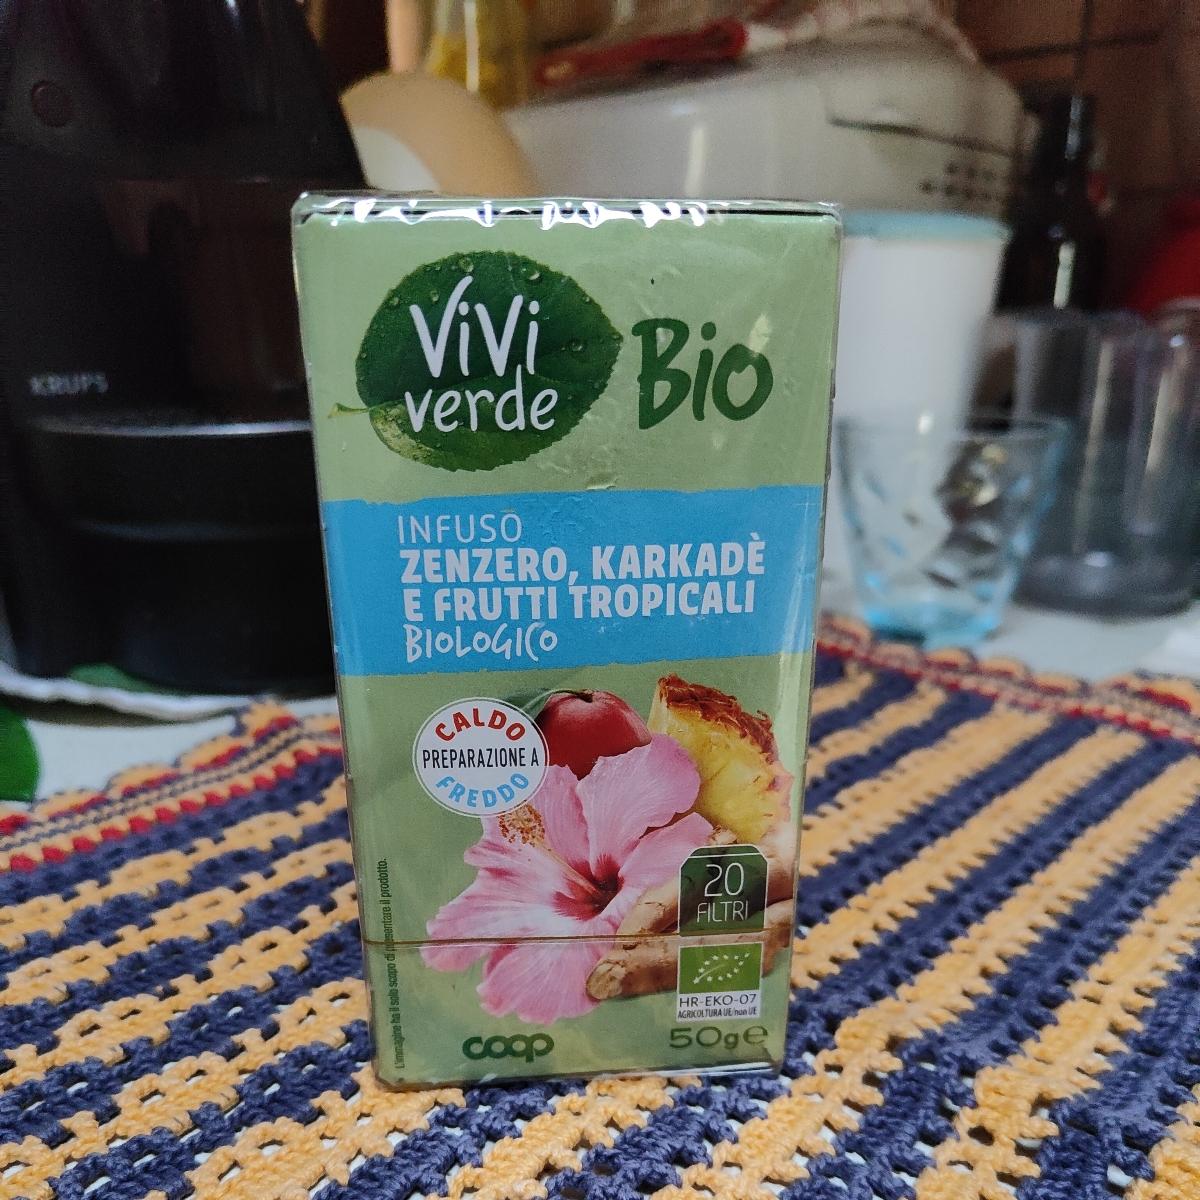 KRUPS
ViVi
verde
Bio
INFUSO
ZENZERO, KARKADÈ
E FRUTTI TROPICALI
BIOLOGICO
CALDO
PREPARAZIONE A
FREDDO
20
FILTRI
HR-EKO-07
AGRICOLTURA UE/non UE
50g e
coop
L'immagine ha il solo scopo di presentare il prodotto.